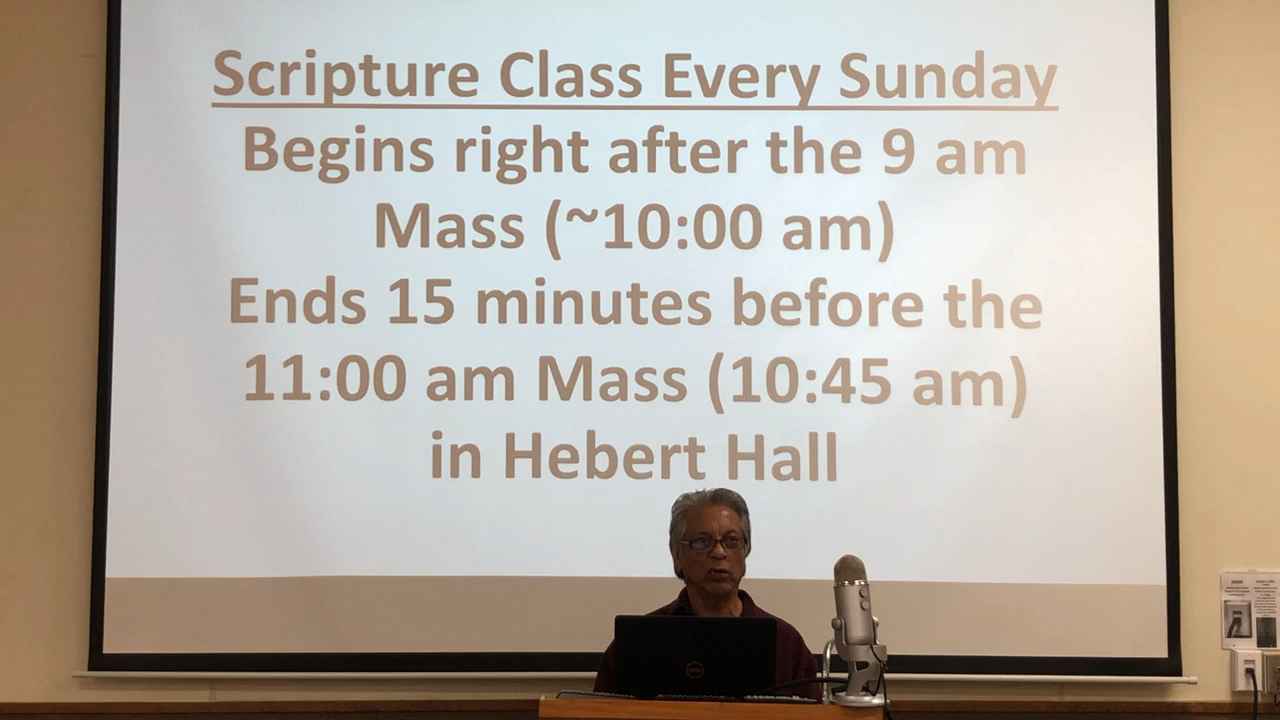 Scripture Class Every Sunday
Begins right after the 9 am
Mass (~10:00 am)
Ends 15 minutes before the
11:00 am Mass (10:45 am)
in Hebert Hall
DELL